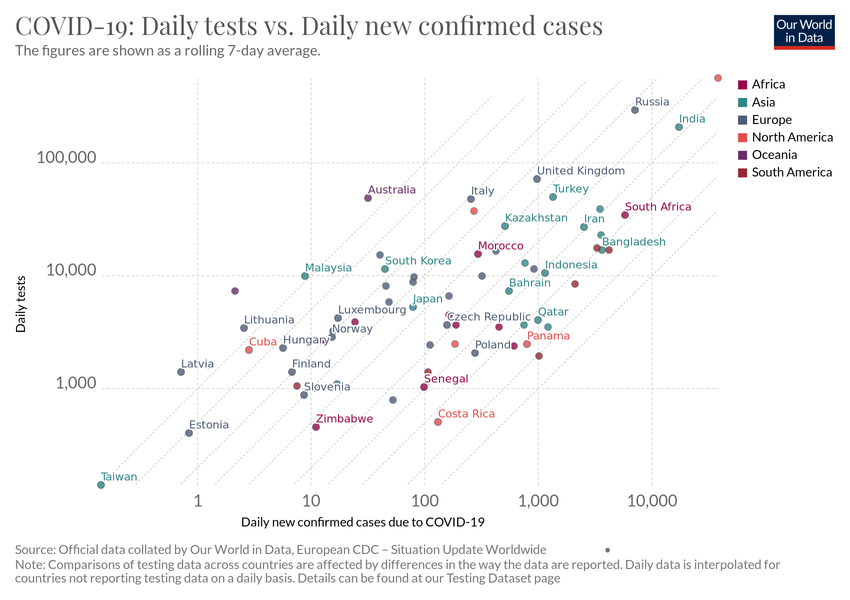 COVID-19: Daily tests vs. Daily new confirmed cases
The figures are shown as a rolling 7-day average.
Our World
in Data
Africa
Asia
Europe
North America
Oceania
South America
Daily tests
100,000
10,000
1,000
Russia
India
United Kingdom
Australia
Italy
Turkey
South Africa
Kazakhstan
Iran
Bangladesh
Morocco
Malaysia
South Korea
Indonesia
Bahrain
Japan
Luxembourg
Qatar
Lithuania
Czech Republic
Norway
Cuba
Hungary
Panama
Poland
Latvia
Finland
Senegal
Slovenia
Costa Rica
Zimbabwe
Estonia
Taiwan
1
10
100
1,000
10,000
Daily new confirmed cases due to COVID-19
Source: Official data collated by Our World in Data, European CDC – Situation Update Worldwide
Note: Comparisons of testing data across countries are affected by differences in the way the data are reported. Daily data is interpolated for
countries not reporting testing data on a daily basis. Details can be found at our Testing Dataset page